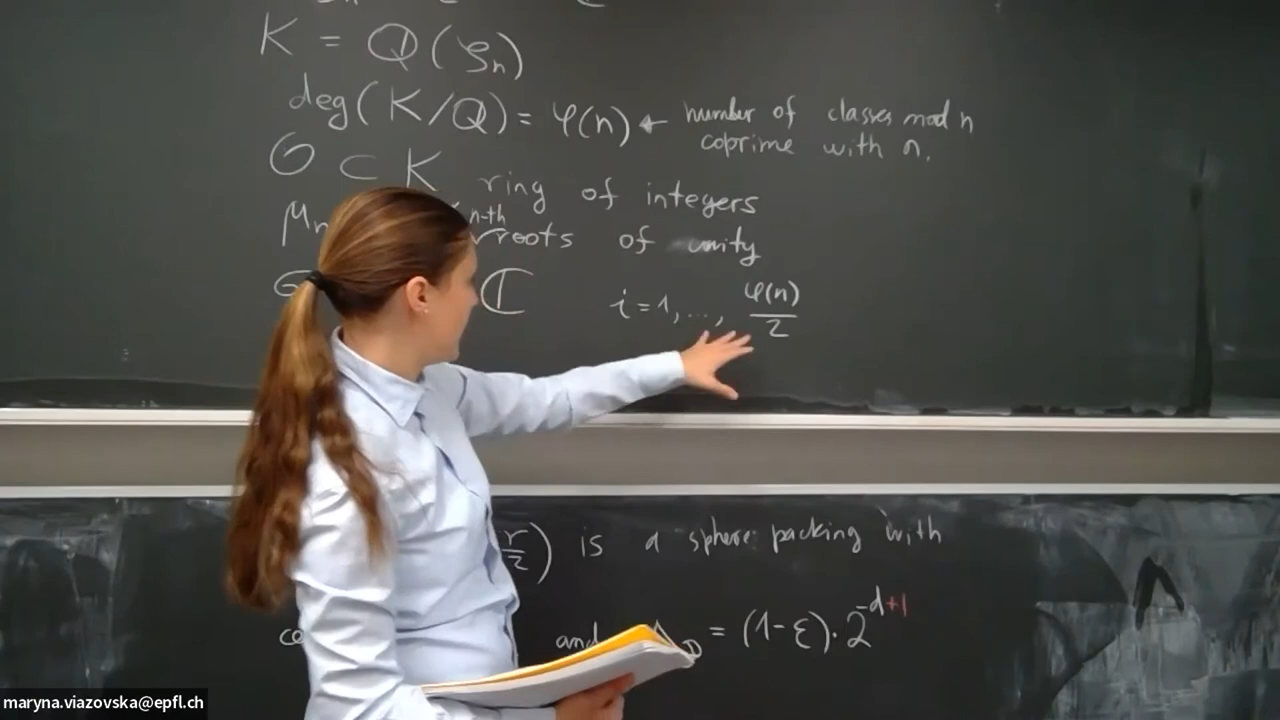 K = Q(ζn)
deg(K/Q) = φ(n) ← number of classes mod n
coprime with n.
O ⊂ K ring of integers
μn n-th roots of unity
ℂ i=1,..., φ(n)/2
r/2) is a sphere packing with
and = (1-ε)·2^-d+1
maryna.viazovska@epfl.ch